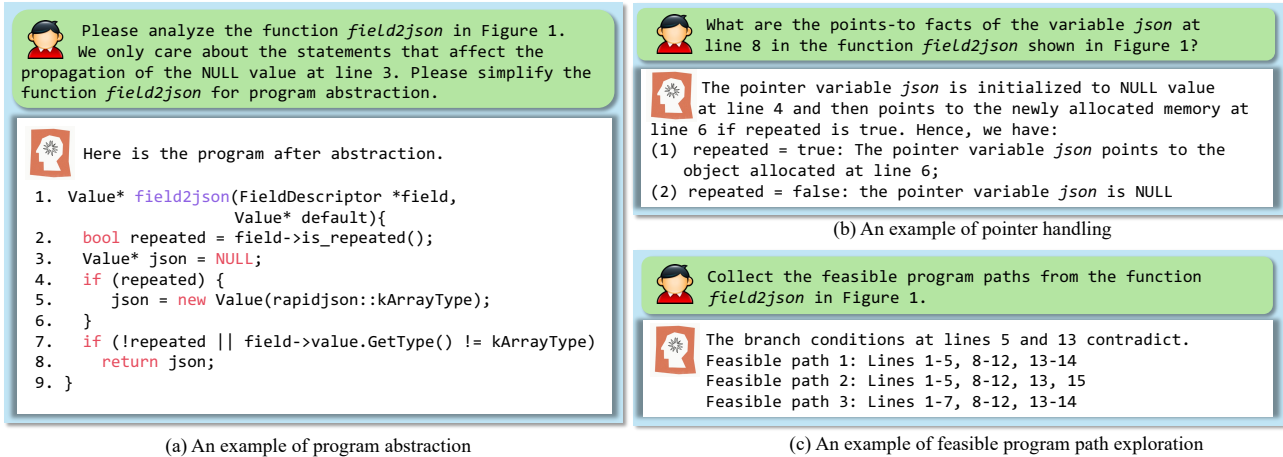 Please analyze the function field2json in Figure 1.
We only care about the statements that affect the
propagation of the NULL value at line 3. Please simplify the
function field2json for program abstraction.
Here is the program after abstraction.
1. Value* field2json(FieldDescriptor *field,
Value* default){
2. bool repeated = field->is_repeated();
3. Value* json = NULL;
4. if (repeated) {
5. json = new Value(rapidjson::kArrayType);
6. }
7. if (!repeated || field->value.GetType() != kArrayType)
8. return json;
9. }
(a) An example of program abstraction
What are the points-to facts of the variable json at
line 8 in the function field2json shown in Figure 1?
The pointer variable json is initialized to NULL value
at line 4 and then points to the newly allocated memory at
line 6 if repeated is true. Hence, we have:
(1) repeated = true: The pointer variable json points to the
object allocated at line 6;
(2) repeated = false: the pointer variable json is NULL
(b) An example of pointer handling
Collect the feasible program paths from the function
field2json in Figure 1.
The branch conditions at lines 5 and 13 contradict.
Feasible path 1: Lines 1-5, 8-12, 13-14
Feasible path 2: Lines 1-5, 8-12, 13, 15
Feasible path 3: Lines 1-7, 8-12, 13-14
(c) An example of feasible program path exploration